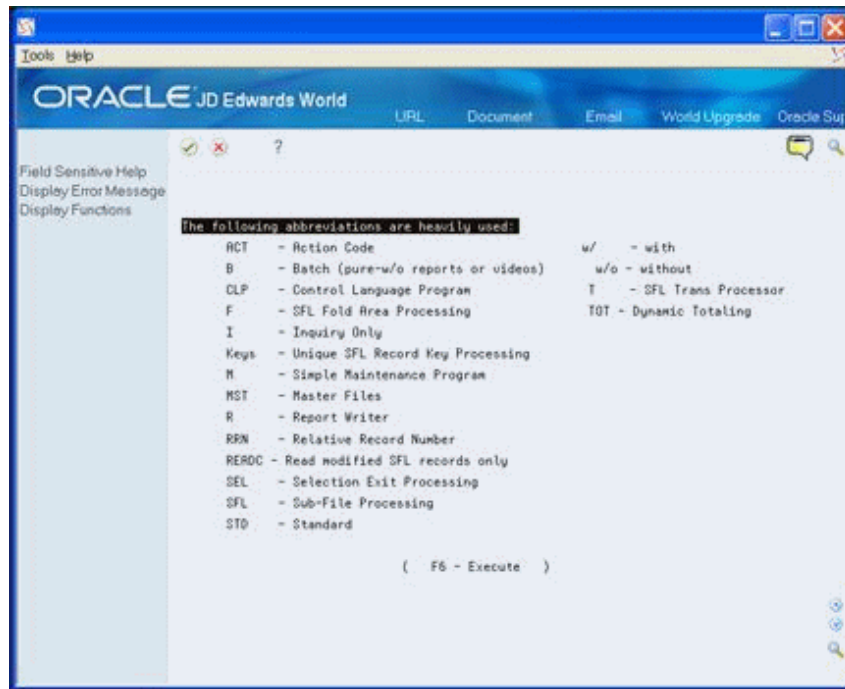 Tools Help
ORACLE JD Edwards World
URL Document Email World Upgrade Oracle Sup
?
Field Sensitive Help
Display Error Message
Display Functions
The following abbreviations are heavily used:
ACT - Action Code w/ - with
B - Batch (pure-w/o reports or videos) w/o - without
CLP - Control Language Program T - SFL Trans Processor
F - SFL Fold Area Processing TOT - Dynamic Totaling
I - Inquiry Only
Keys - Unique SFL Record Key Processing
M - Simple Maintenance Program
MST - Master Files
R - Report Writer
RRN - Relative Record Number
READC - Read modified SFL records only
SEL - Selection Exit Processing
SFL - Sub-File Processing
STD - Standard
( F6 - Execute )